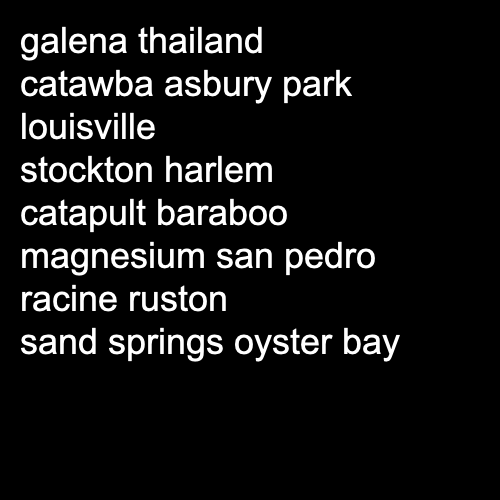 galena thailand
catawba asbury park
louisville
stockton harlem
catapult baraboo
magnesium san pedro
racine ruston
sand springs oyster bay